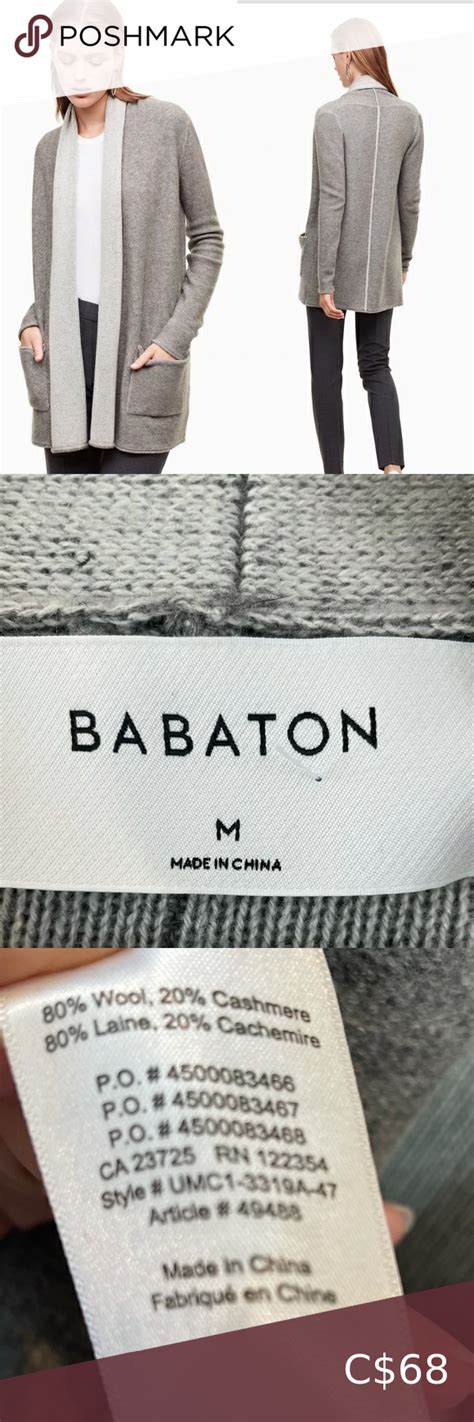 POSHMARK
BABATON
M
MADE IN CHINA
80% Wool, 20% Cashmere
80% Laine, 20% Cachemire
P.O. # 4500083466
P.O. # 4500083467
P.O. # 4500083468
CA 23725 RN 122354
Style # UMC1-3319A-47
Article # 49488
Made in China
Fabriqué en Chine
C$68